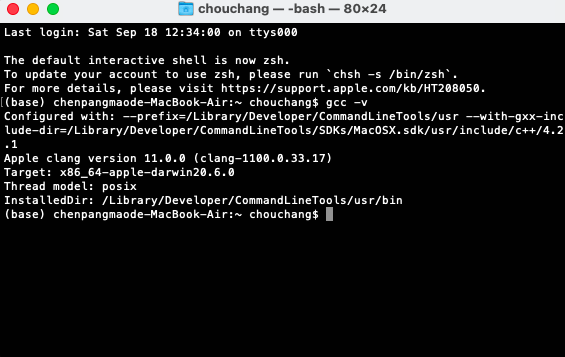 chouchang — -bash — 80×24
Last login: Sat Sep 18 12:34:00 on ttys000
The default interactive shell is now zsh.
To update your account to use zsh, please run `chsh -s /bin/zsh`.
For more details, please visit https://support.apple.com/kb/HT208050.
(base) chenpangmaode-MacBook-Air:~ chouchang$ gcc -v
Configured with: --prefix=/Library/Developer/CommandLineTools/usr --with-gxx-inc
lude-dir=/Library/Developer/CommandLineTools/SDKs/MacOSX.sdk/usr/include/c++/4.2
.1
Apple clang version 11.0.0 (clang-1100.0.33.17)
Target: x86_64-apple-darwin20.6.0
Thread model: posix
InstalledDir: /Library/Developer/CommandLineTools/usr/bin
(base) chenpangmaode-MacBook-Air:~ chouchang$